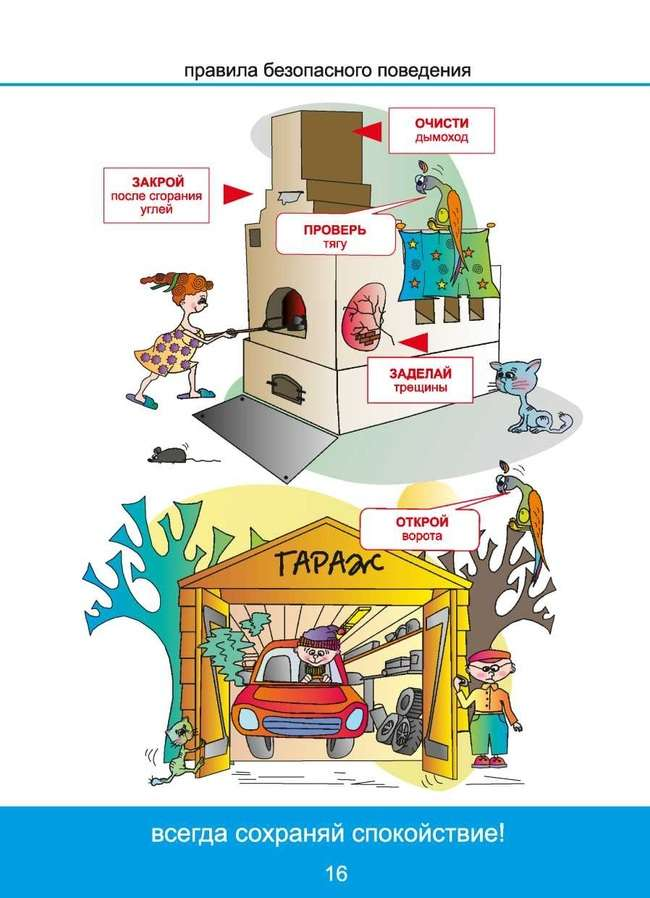 правила безопасного поведения
ОЧИСТИ
дымоход
ЗАКРОЙ
после сгорания
углей
ПРОВЕРЬ
тягу
ЗАДЕЛАЙ
трещины
ОТКРОЙ
ворота
ГАРАЖ
всегда сохраняй спокойствие!
16